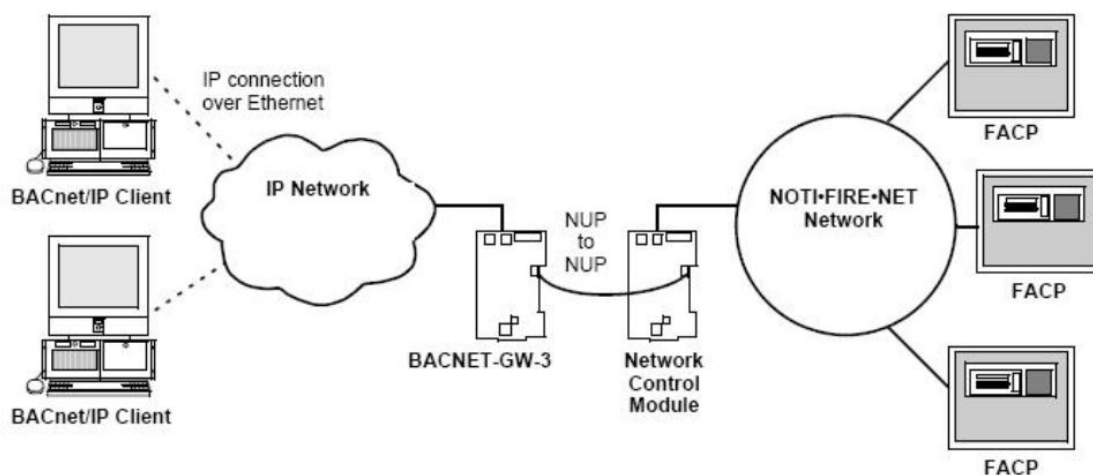 IP connection
over Ethernet
BACnet/IP Client
IP Network
BACnet/IP Client
BACNET-GW-3
NUP
to
NUP
Network
Control
Module
NOTI•FIRE•NET
Network
FACP
FACP
FACP